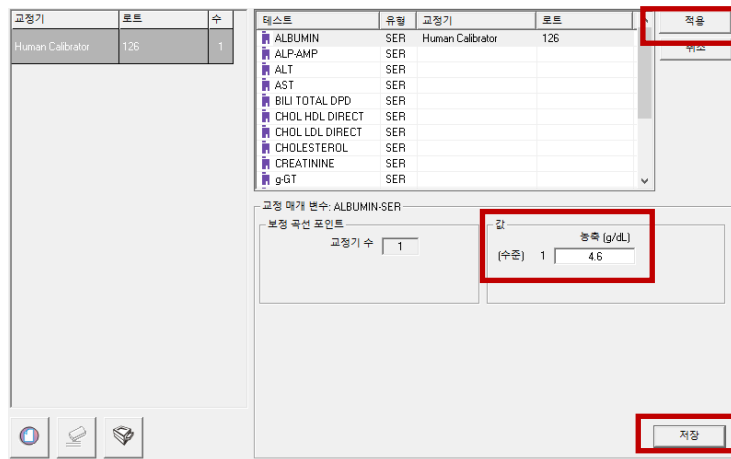 교정기 로트 수
Human Calibrator 126 1
테스트 유형 교정기 로트
ALBUMIN SER Human Calibrator 126
ALP-AMP SER
ALT SER
AST SER
BILI TOTAL DPD SER
CHOL HDL DIRECT SER
CHOL LDL DIRECT SER
CHOLESTEROL SER
CREATININE SER
g-GT SER
적용
취소
교정 매개 변수: ALBUMIN-SER
보정 곡선 포인트
교정기 수 1
값
농축 (g/dL)
(수준) 1 4.6
저장